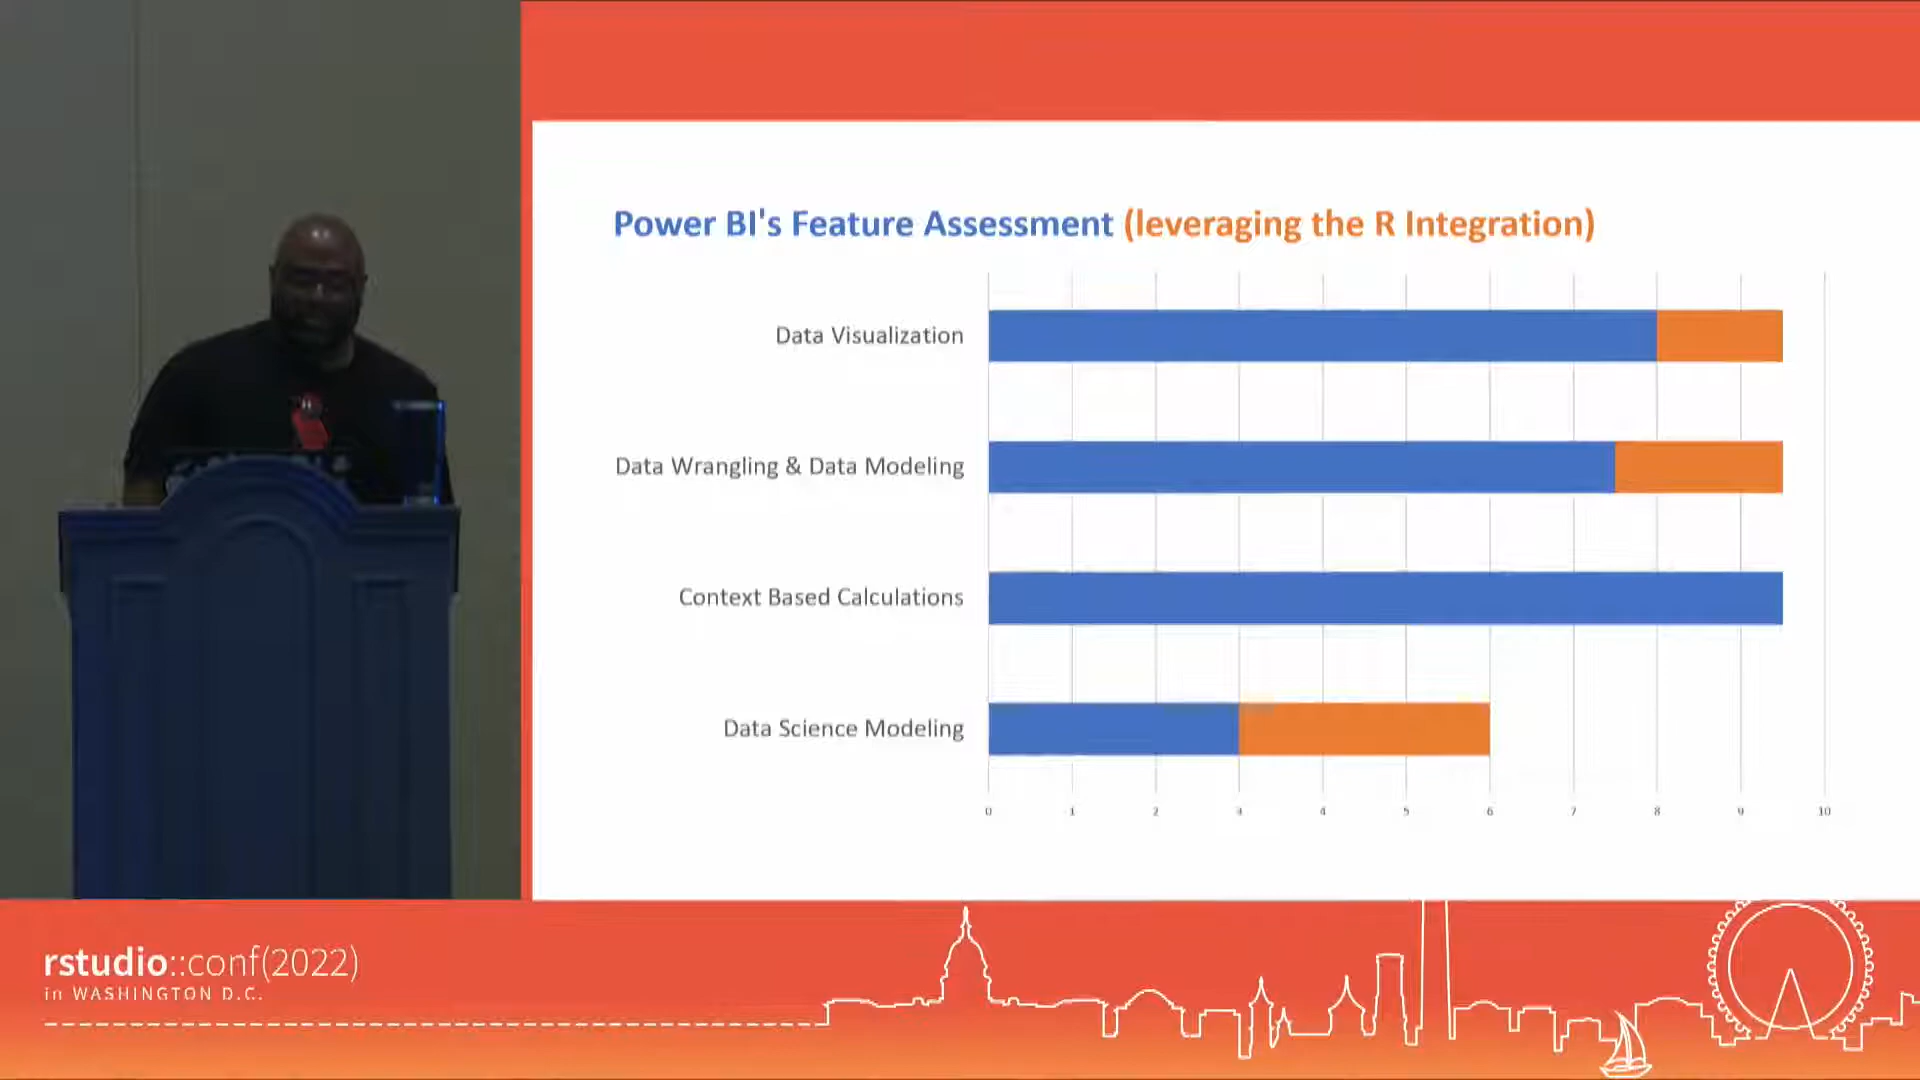 Power BI's Feature Assessment (leveraging the R Integration)
Data Visualization
Data Wrangling & Data Modeling
Context Based Calculations
Data Science Modeling
0 1 2 3 4 5 6 7 8 9 10
rstudio::conf(2022)
in WASHINGTON D.C.